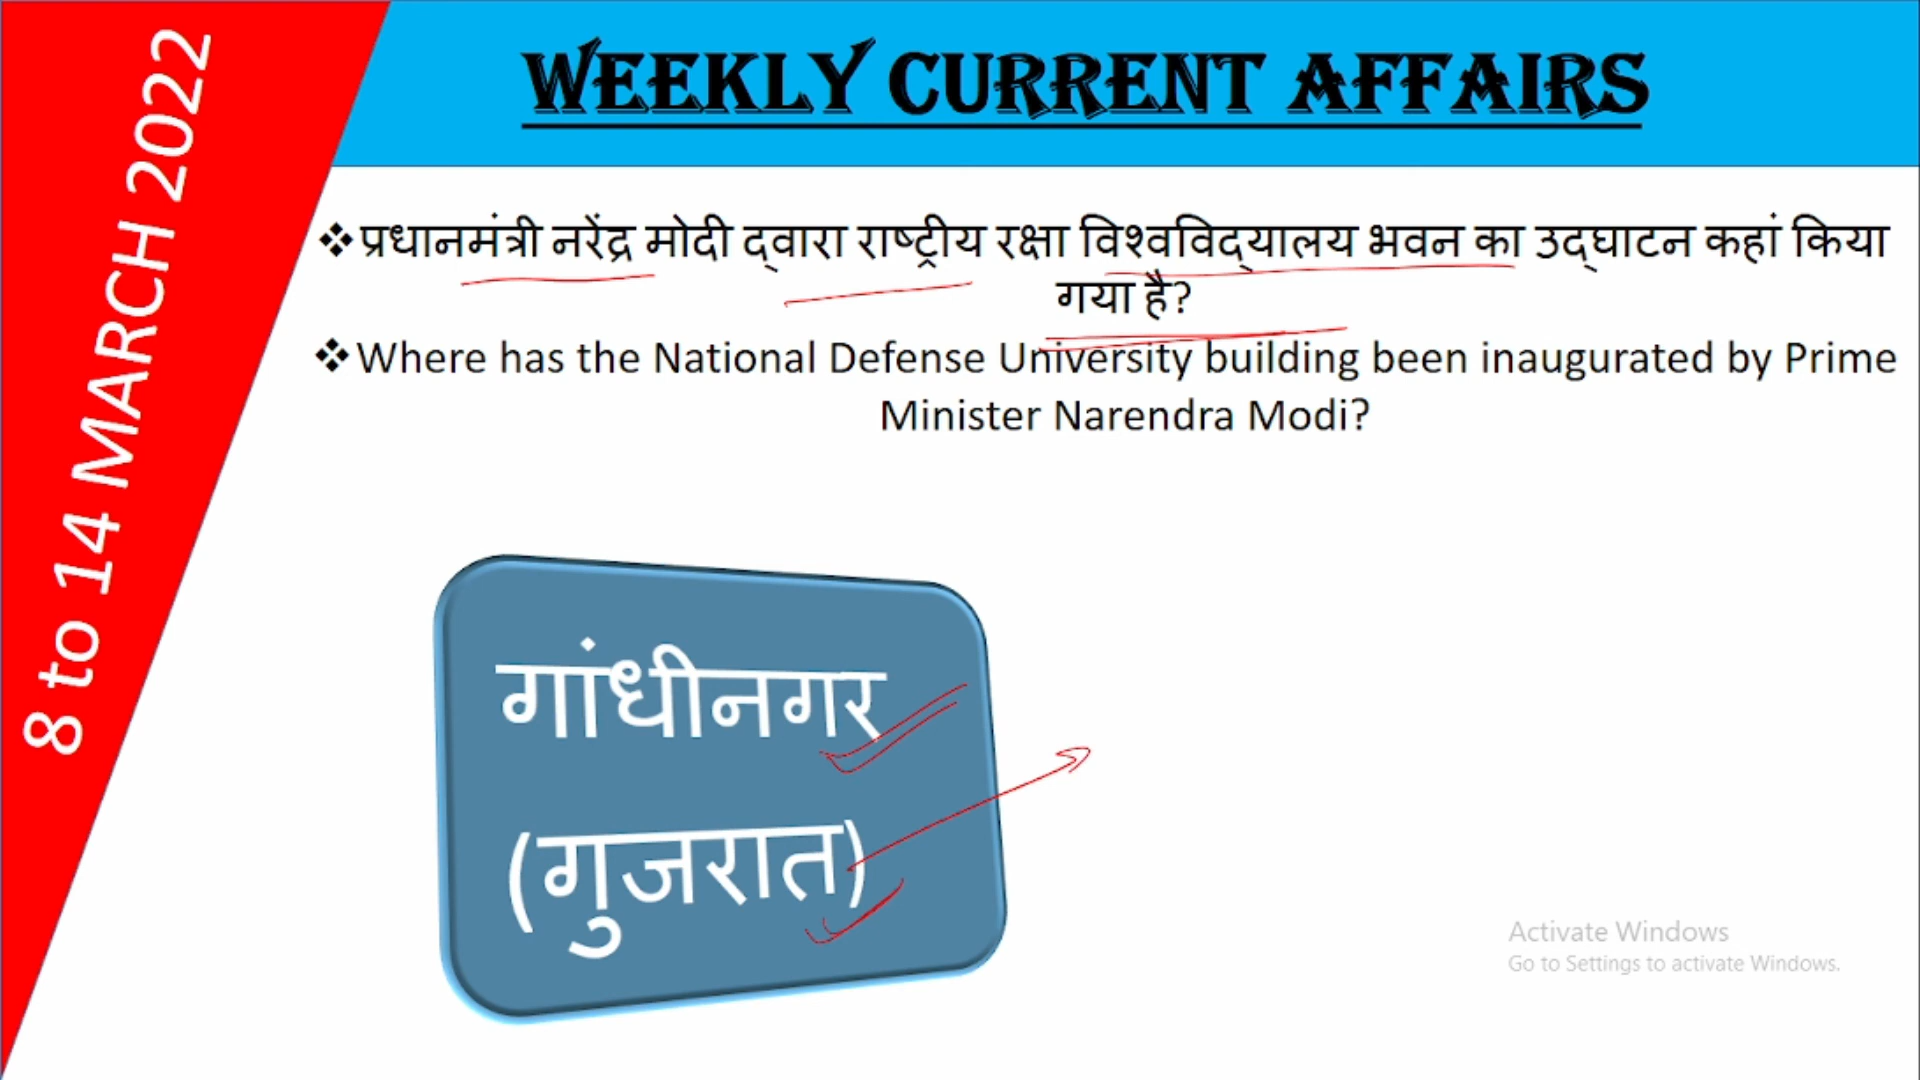 WEEKLY CURRENT AFFAIRS
8 to 14 MARCH 2022
❖प्रधानमंत्री नरेंद्र मोदी द्वारा राष्ट्रीय रक्षा विश्वविद्यालय भवन का उद्घाटन कहां किया
गया है?
❖Where has the National Defense University building been inaugurated by Prime
Minister Narendra Modi?
गांधीनगर
(गुजरात)
Activate Windows
Go to Settings to activate Windows.